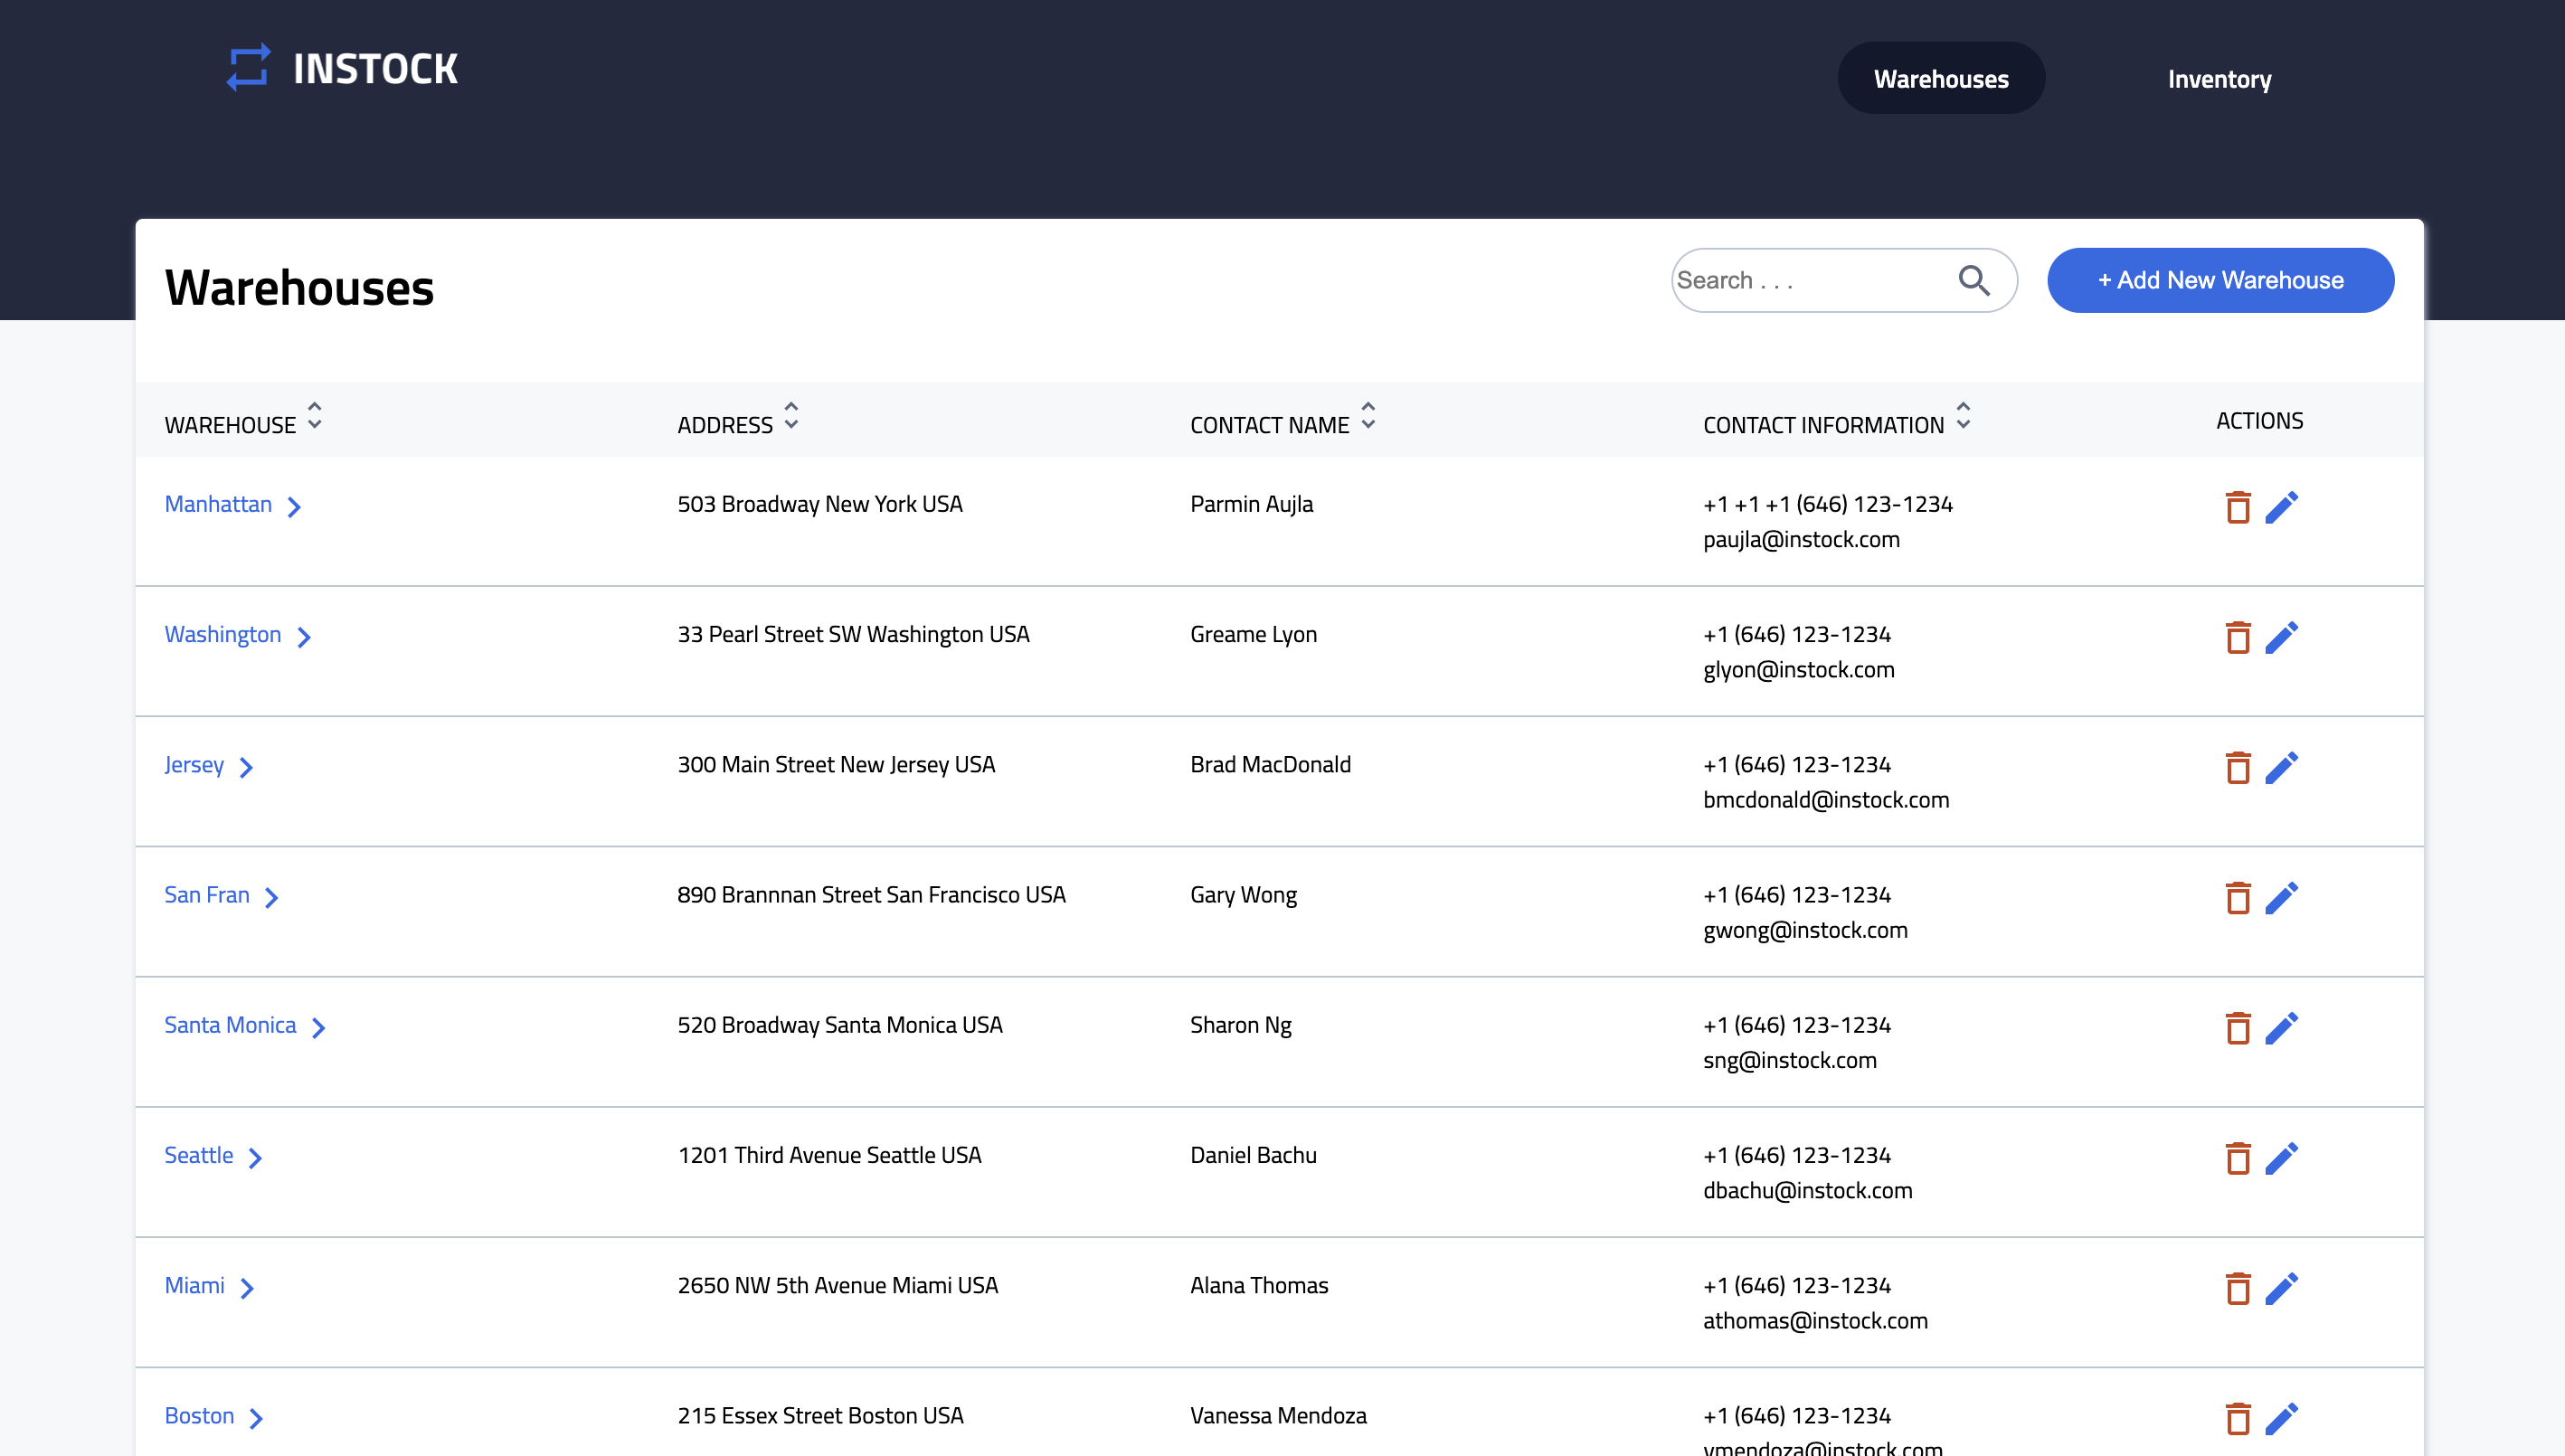 INSTOCK
Warehouses Inventory
Warehouses
Search . . .
+ Add New Warehouse
WAREHOUSE ADDRESS CONTACT NAME CONTACT INFORMATION ACTIONS
Manhattan 503 Broadway New York USA Parmin Aujla +1 +1 +1 (646) 123-1234
paujla@instock.com
Washington 33 Pearl Street SW Washington USA Greame Lyon +1 (646) 123-1234
glyon@instock.com
Jersey 300 Main Street New Jersey USA Brad MacDonald +1 (646) 123-1234
bmcdonald@instock.com
San Fran 890 Brannnan Street San Francisco USA Gary Wong +1 (646) 123-1234
gwong@instock.com
Santa Monica 520 Broadway Santa Monica USA Sharon Ng +1 (646) 123-1234
sng@instock.com
Seattle 1201 Third Avenue Seattle USA Daniel Bachu +1 (646) 123-1234
dbachu@instock.com
Miami 2650 NW 5th Avenue Miami USA Alana Thomas +1 (646) 123-1234
athomas@instock.com
Boston 215 Essex Street Boston USA Vanessa Mendoza +1 (646) 123-1234
vmendoza@instock.com